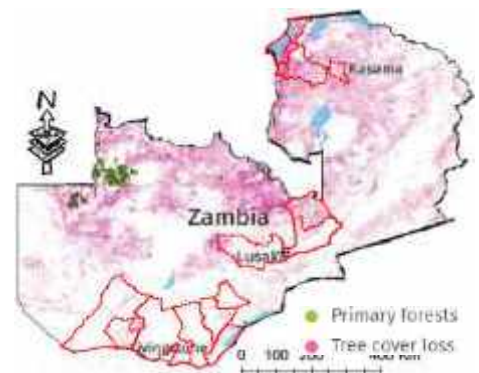 Kasama
N
Zambia
Lusaka
Primary forests
Tree cover loss
0 100 200 400 Km